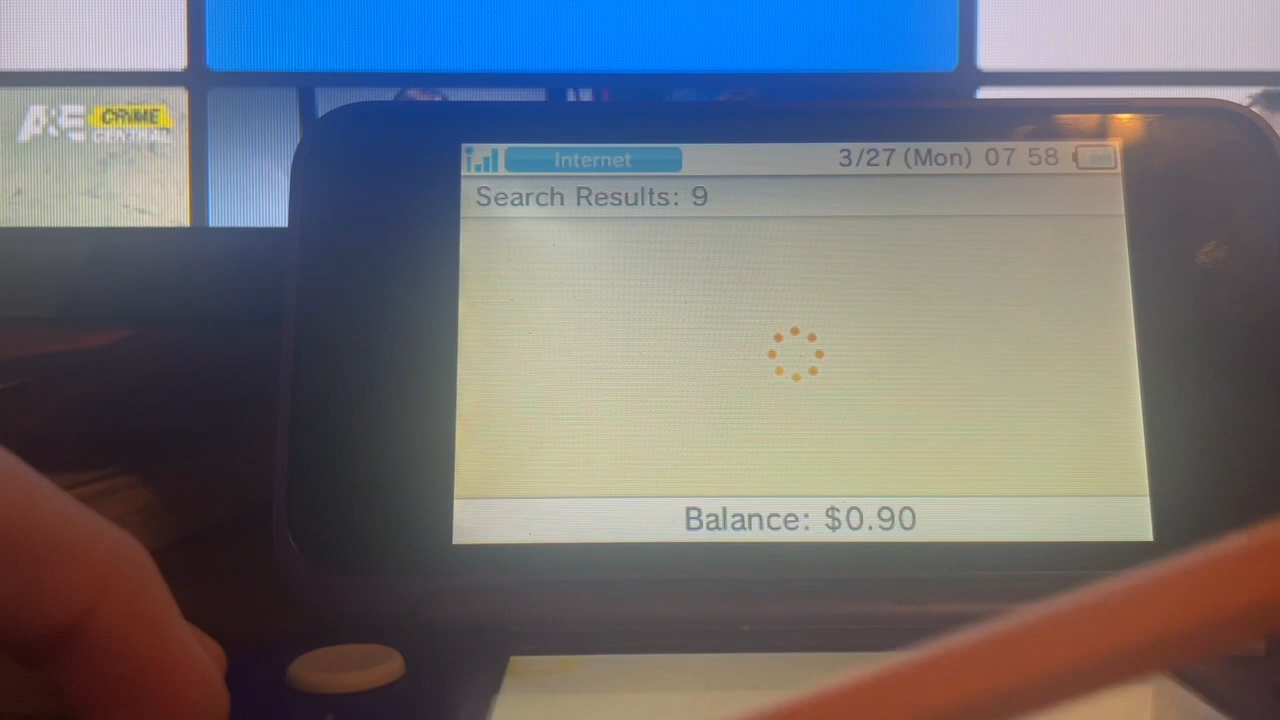 A&E CRIME
CENTRAL
Internet 3/27 (Mon) 07 58
Search Results: 9
Balance: $0.90